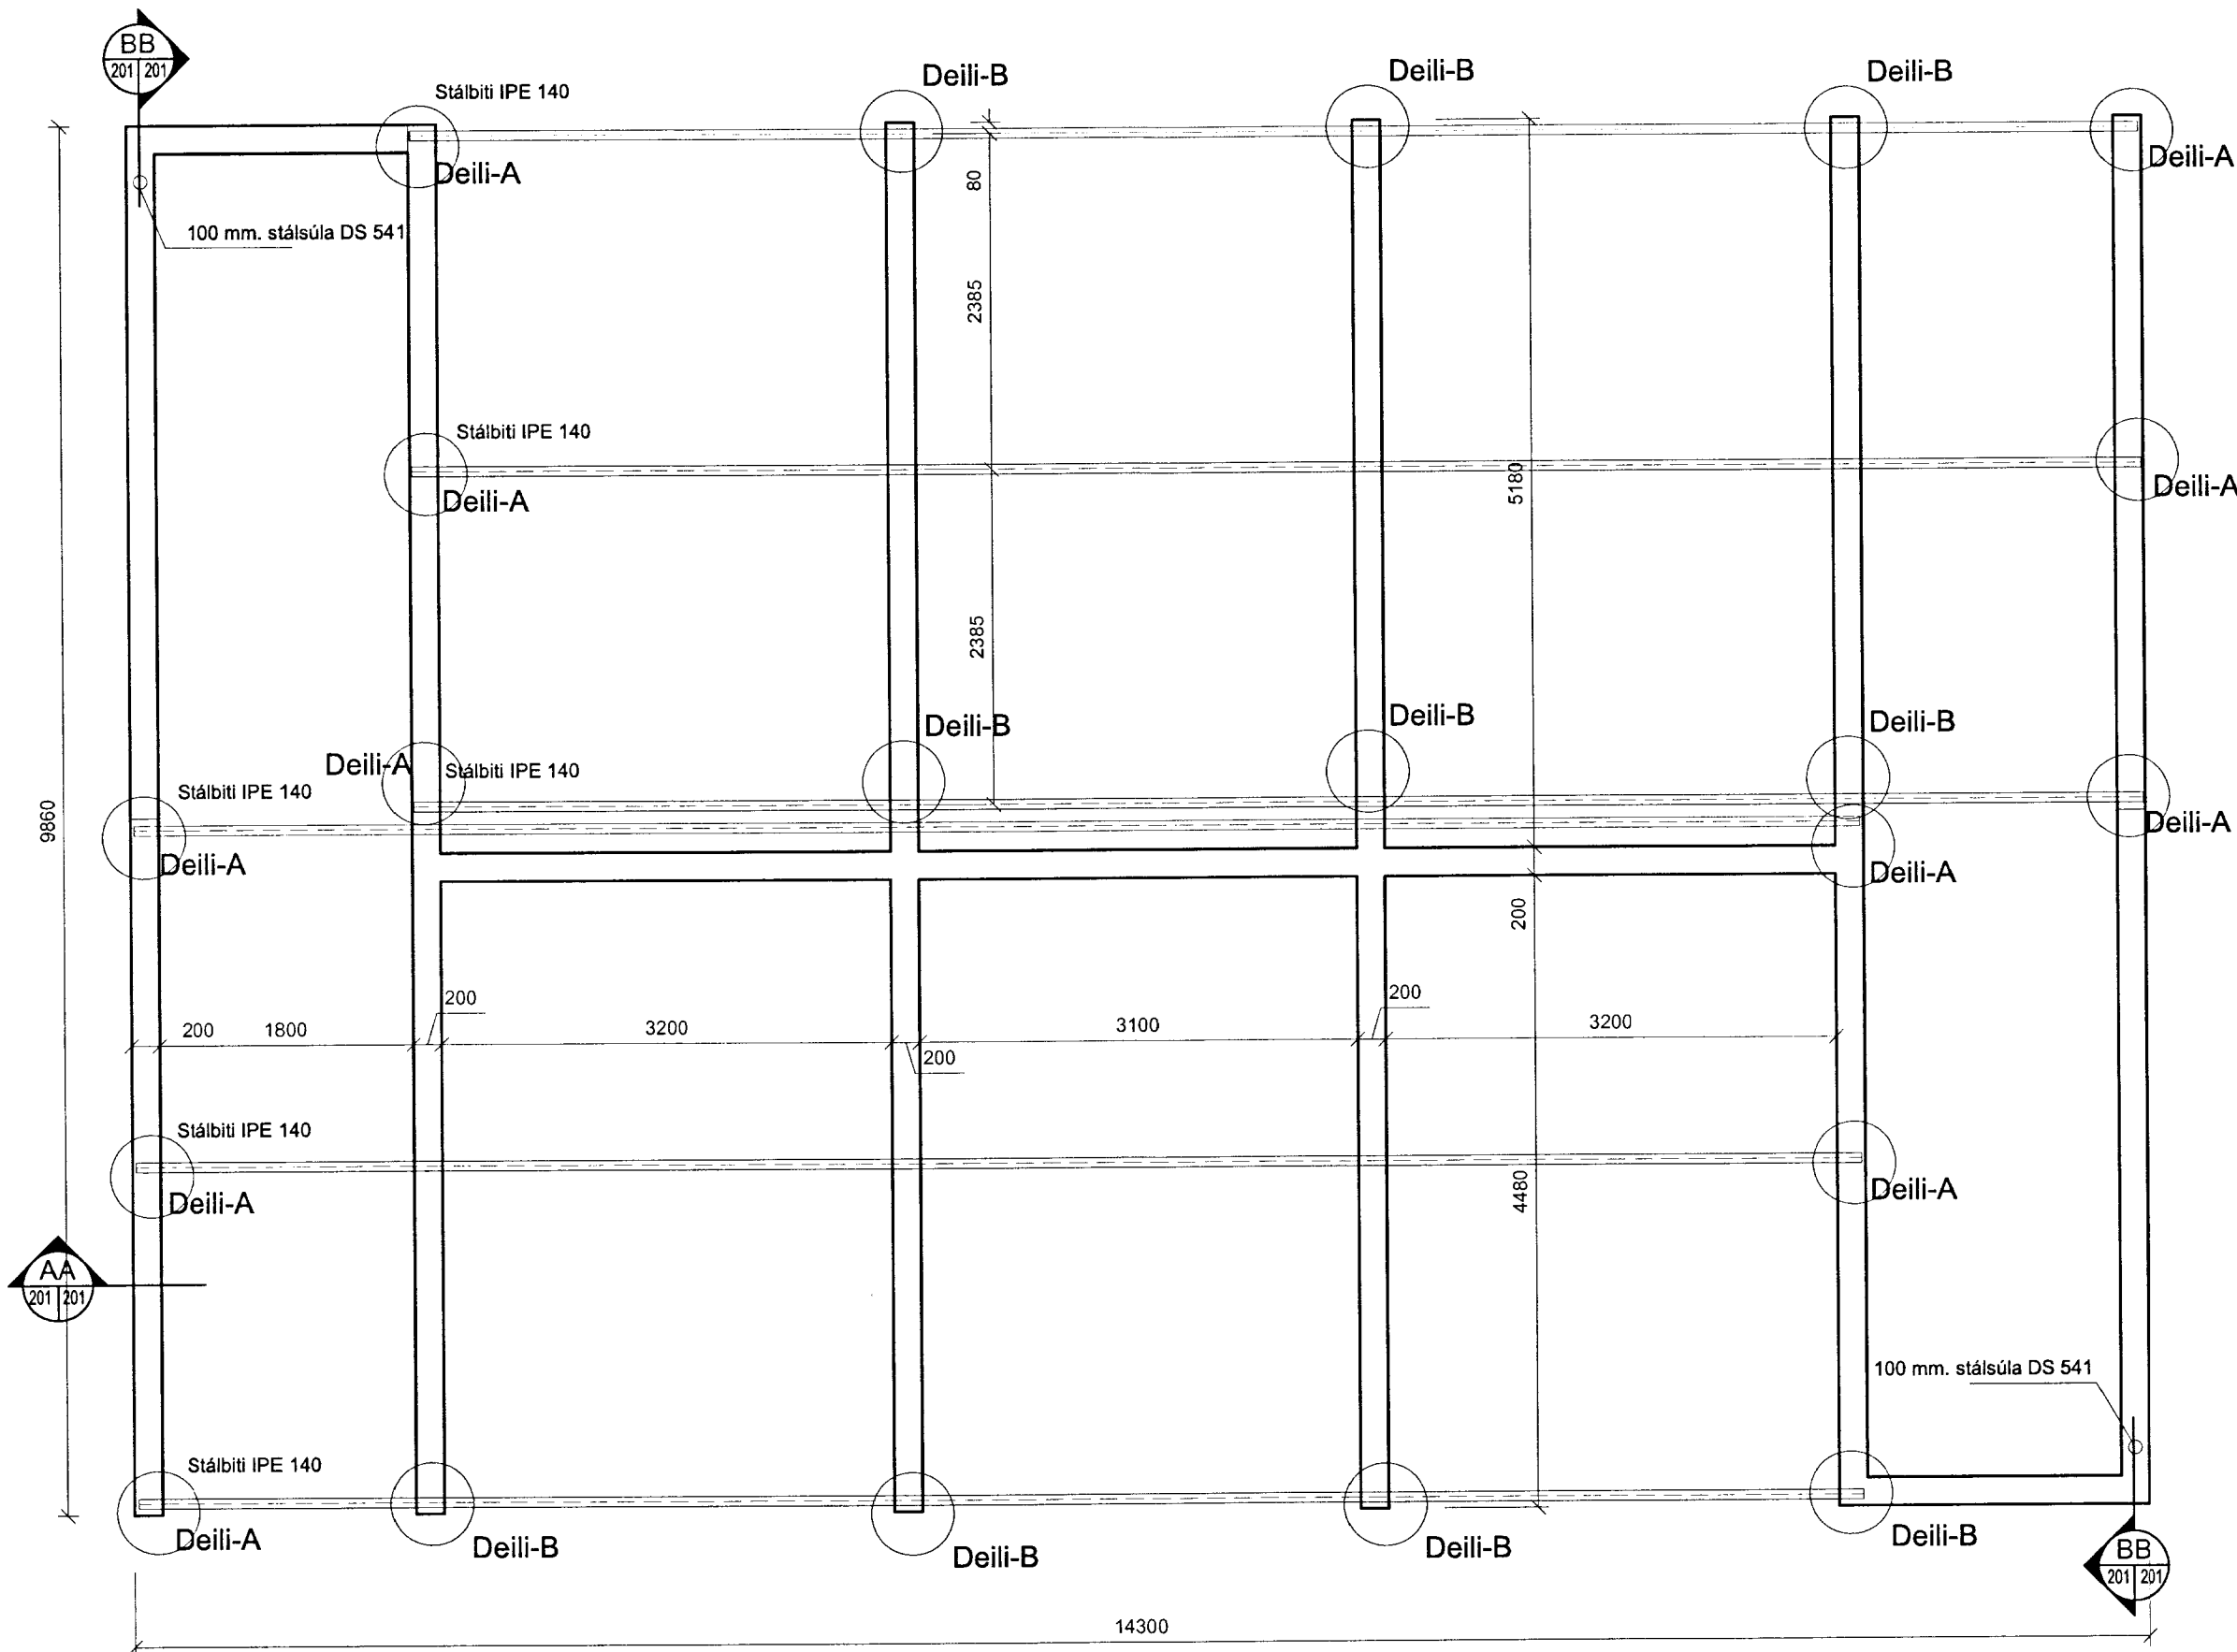 BB
201 201
Stálbiti IPE 140
Deili-B
Deili-B
Deili-B
Deili-A
Deili-A
80
100 mm. stálsúla DS 541
2385
Stálbiti IPE 140
Deili-A
5180
Deili-A
2385
Deili-B
Deili-B
Deili-B
Deili-A
Stálbiti IPE 140
Stálbiti IPE 140
9860
Deili-A
Deili-A
Deili-A
200
200
200
200
1800
3200
3100
3200
200
Stálbiti IPE 140
Deili-A
Deili-A
4480
AA
201 201
100 mm. stálsúla DS 541
Stálbiti IPE 140
Deili-A
Deili-B
Deili-B
Deili-B
Deili-B
BB
201 201
14300